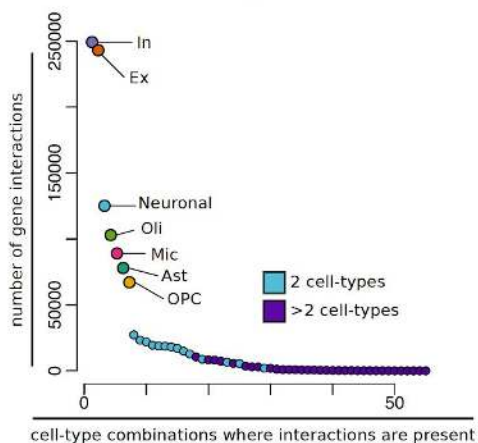 250000
150000
50000
0
number of gene interactions
In
Ex
Neuronal
Oli
Mic
Ast
OPC
2 cell-types
>2 cell-types
0
50
cell-type combinations where interactions are present